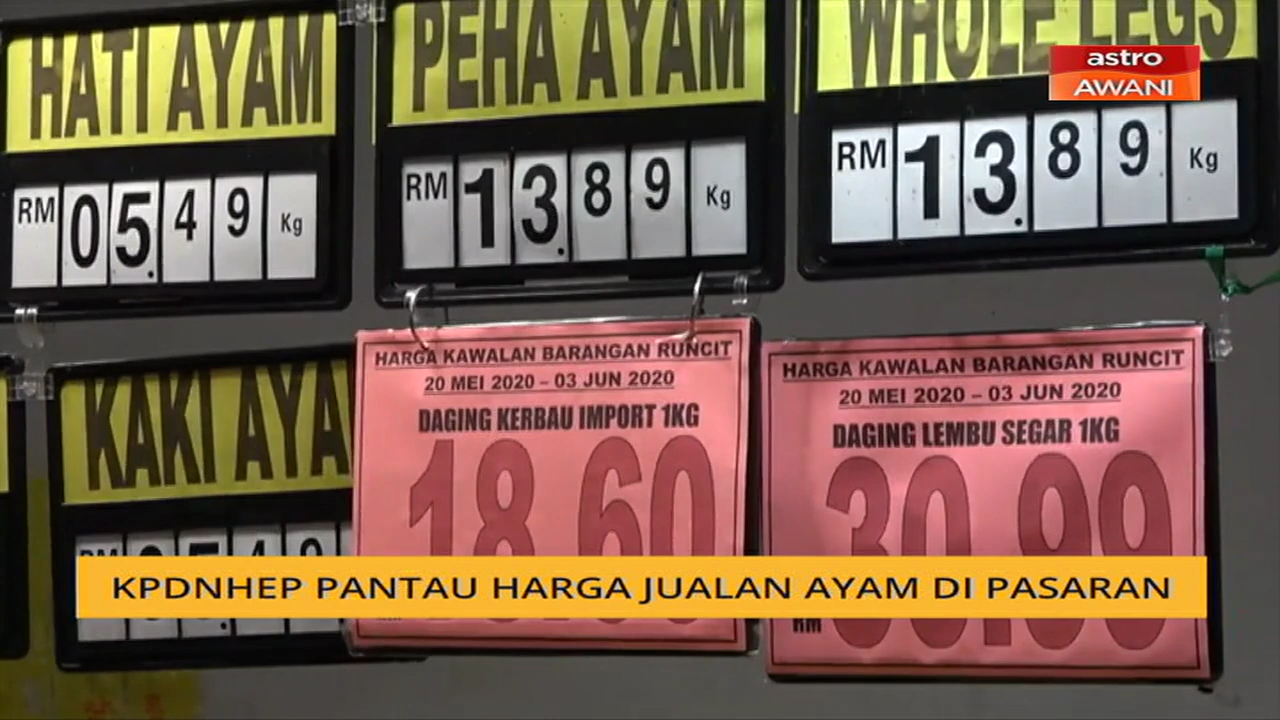 HATI AYAM
RM 05.49 Kg
PEHA AYAM
RM 13.89 Kg
WHOLE LEGS
RM 13.89 Kg
astro
AWANI
KAKI AYA
HARGA KAWALAN BARANGAN RUNCIT
20 MEI 2020 – 03 JUN 2020
DAGING KERBAU IMPORT 1KG
18.60
HARGA KAWALAN BARANGAN RUNCIT
20 MEI 2020 – 03 JUN 2020
DAGING LEMBU SEGAR 1KG
RM 30.99
KPDNHEP PANTAU HARGA JUALAN AYAM DI PASARAN